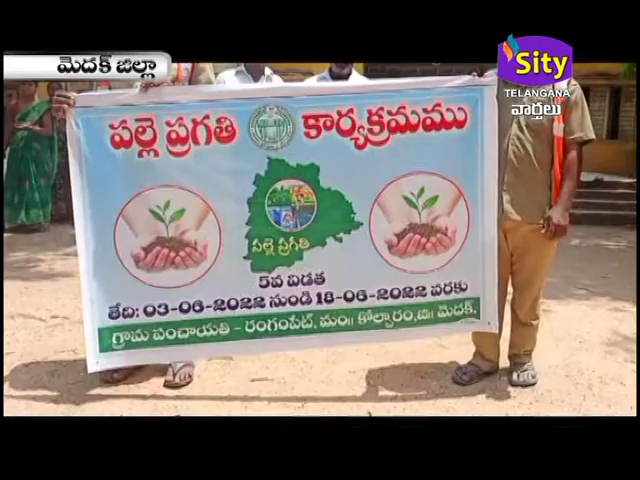 మెదక్ జిల్లా
Sity
TELANGANA
వార్తలు
పల్లె ప్రగతి కార్యక్రమము
పల్లె ప్రగతి
5వ విడత
తేది: 03-06-2022 నుండి 18-06-2022 వరకు
గ్రామ పంచాయతి - రంగంపేట్, మం॥ కోల్చారం, జి॥ మెదక్.